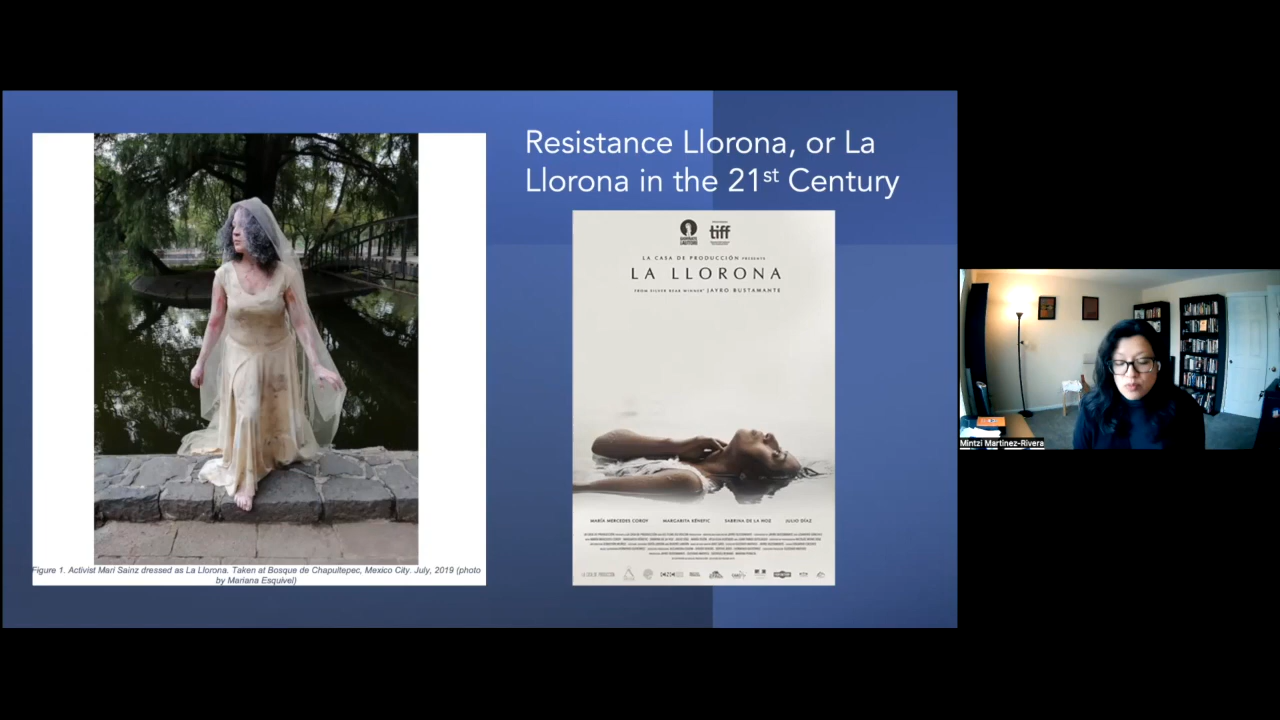 Resistance Llorona, or La
Llorona in the 21st Century
tiff
LA CASA DE PRODUCCIÓN PRESENTS
LA LLORONA
FROM SILVER BEAR WINNER JAYRO BUSTAMANTE
MARÍA MERCEDES COROY MARGARITA KÉNEFIC SABRINA DE LA HOZ JULIO DÍAZ
Figure 1. Activist Mari Sainz dressed as La Llorona. Taken at Bosque de Chapultepec, Mexico City. July, 2019 (photo
by Mariana Esquivel)
Mintzi Martinez-Rivera